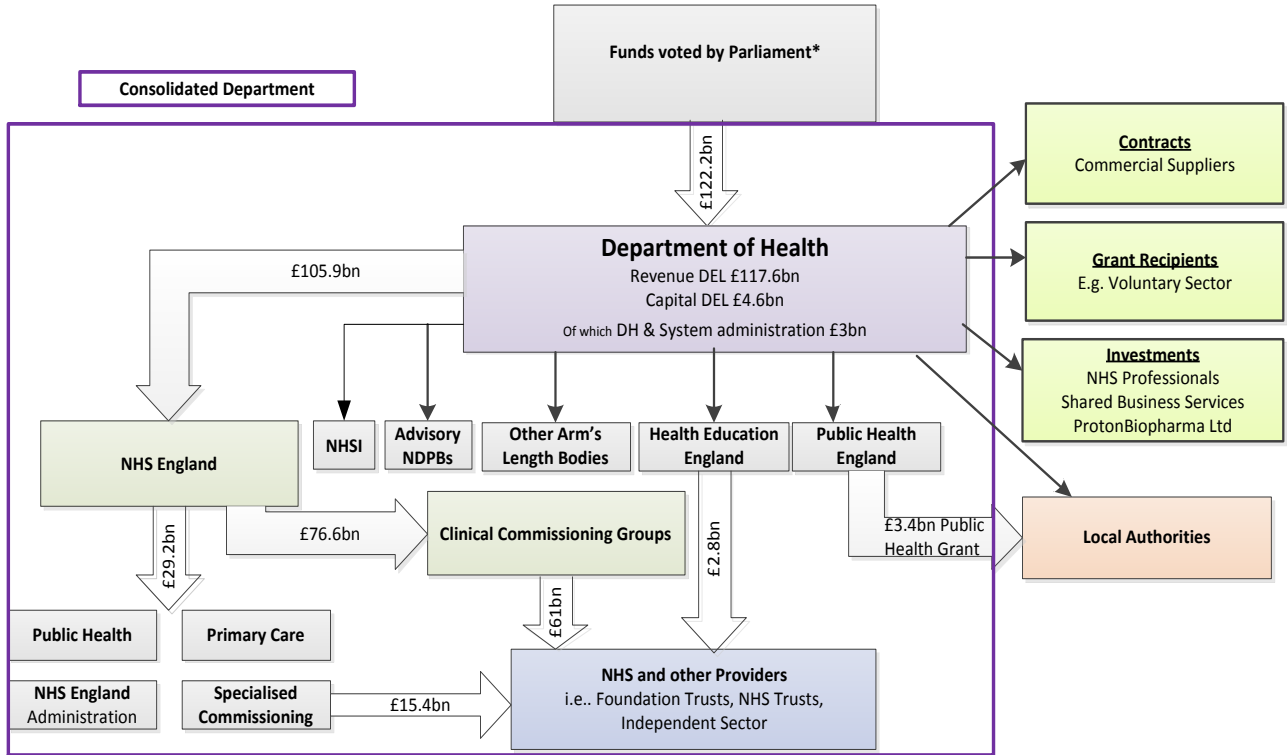 Funds voted by Parliament*
Consolidated Department
£122.2bn
Contracts
Commercial Suppliers
Department of Health
Revenue DEL £117.6bn
Capital DEL £4.6bn
Of which DH & System administration £3bn
£105.9bn
Grant Recipients
E.g. Voluntary Sector
Investments
NHS Professionals
Shared Business Services
ProtonBiopharma Ltd
NHS England
NHSI
Advisory
NDPBs
Other Arm's
Length Bodies
Health Education
England
Public Health
England
£76.6bn
Clinical Commissioning Groups
£29.2bn
£2.8bn
£3.4bn Public
Health Grant
Local Authorities
£61bn
Public Health
Primary Care
NHS England
Administration
Specialised
Commissioning
£15.4bn
NHS and other Providers
i.e.. Foundation Trusts, NHS Trusts,
Independent Sector